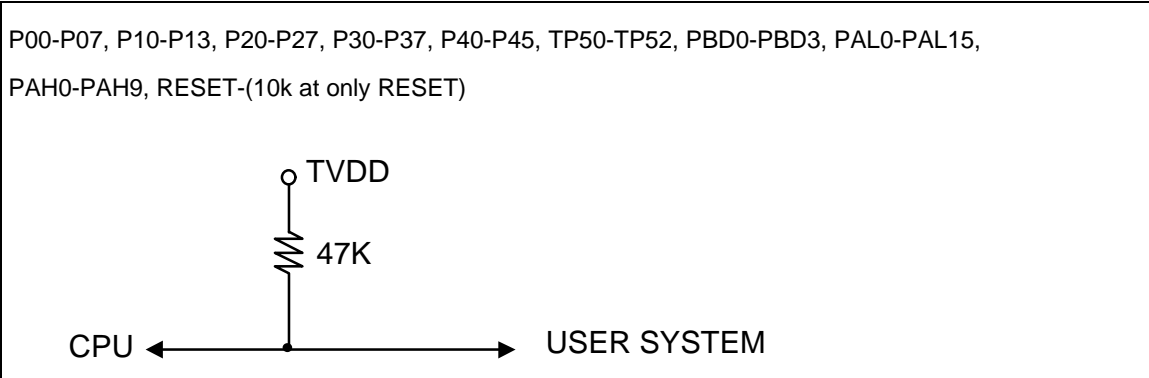 P00-P07, P10-P13, P20-P27, P30-P37, P40-P45, TP50-TP52, PBD0-PBD3, PAL0-PAL15,
PAH0-PAH9, RESET-(10k at only RESET)
TVDD
47K
CPU
USER SYSTEM